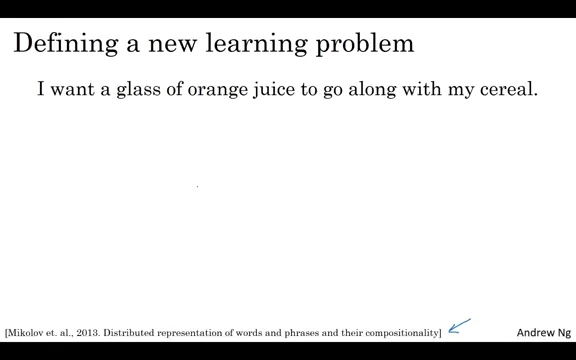 Defining a new learning problem
I want a glass of orange juice to go along with my cereal.
[Mikolov et. al., 2013. Distributed representation of words and phrases and their compositionality]
Andrew Ng